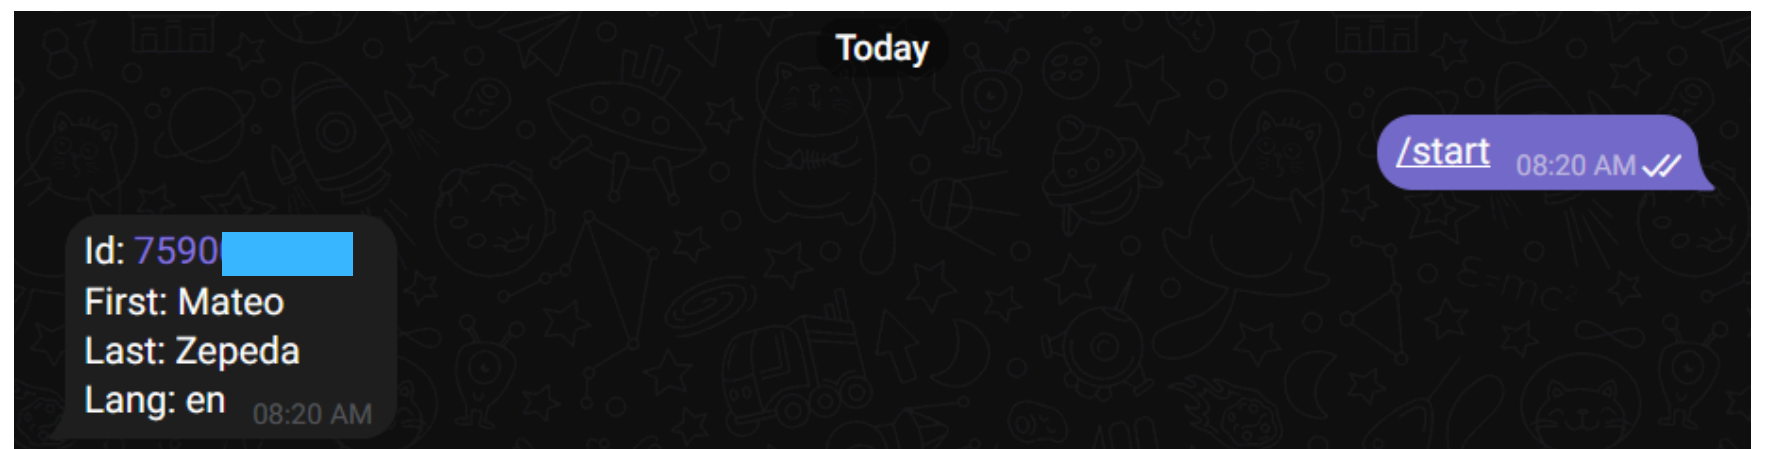 Today
/start 08:20 AM
Id: 7590
First: Mateo
Last: Zepeda
Lang: en 08:20 AM